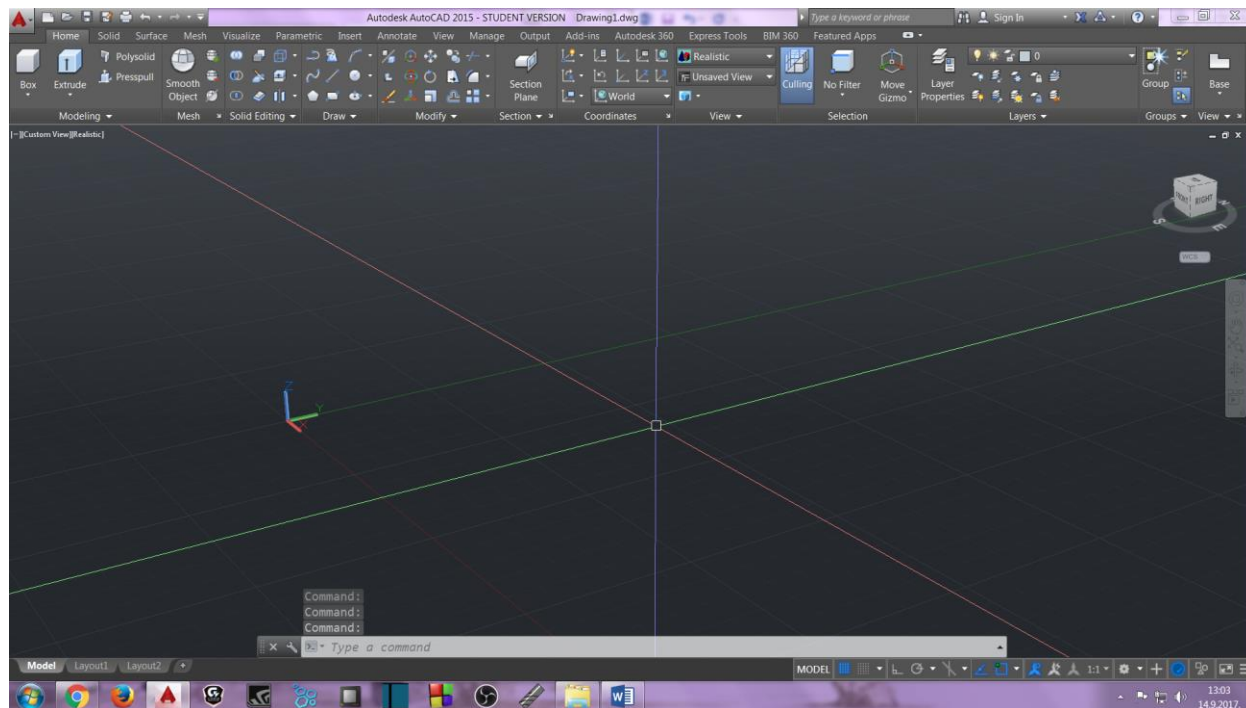 Autodesk AutoCAD 2015 - STUDENT VERSION Drawing1.dwg
Type a keyword or phrase
Sign In
Home Solid Surface Mesh Visualize Parametric Insert Annotate View Manage Output Add-ins Autodesk 360 Express Tools BIM 360 Featured Apps
Polysolid
Realistic
0
Presspull
Unsaved View
Box Extrude
Smooth
Object
Section
Plane
World
Culling
No Filter
Move
Gizmo
Layer
Properties
Group
Base
Modeling Mesh Solid Editing Draw Modify Section Coordinates View Selection Layers Groups View
[-][Custom View][Realistic]
FRONT RIGHT
S
E
N
WCS
Z
Y
X
Command:
Command:
Command:
Type a command
Model Layout1 Layout2 +
MODEL
1:1
13:03
14.9.2017.